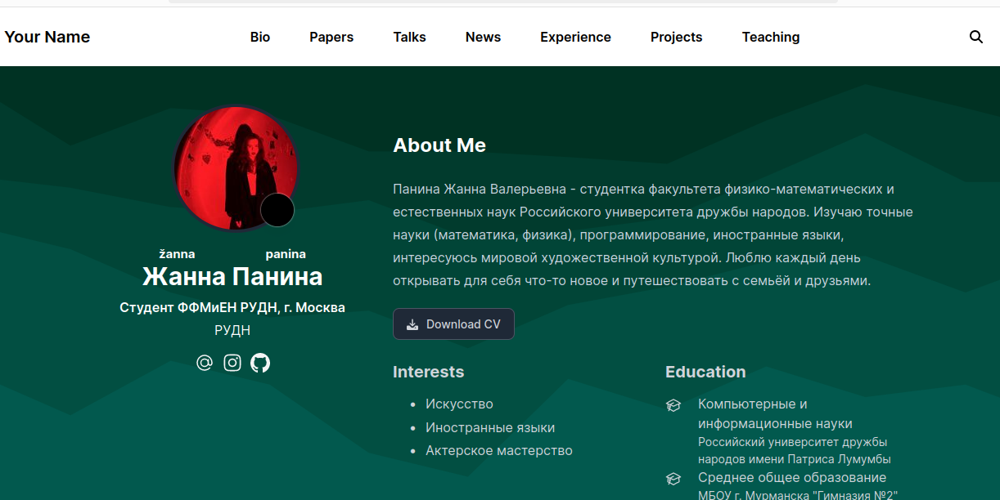 Your Name
Bio
Papers
Talks
News
Experience
Projects
Teaching
žanna
panina
Жанна Панина
Студент ФФМиЕН РУДН, г. Москва
РУДН
About Me
Панина Жанна Валерьевна - студентка факультета физико-математических и
естественных наук Российского университета дружбы народов. Изучаю точные
науки (математика, физика), программирование, иностранные языки,
интересуюсь мировой художественной культурой. Люблю каждый день
открывать для себя что-то новое и путешествовать с семьёй и друзьями.
Download CV
Interests
Искусство
Иностранные языки
Актерское мастерство
Education
Компьютерные и
информационные науки
Российский университет дружбы
народов имени Патриса Лумумбы
Среднее общее образование
МБОУ г. Мурманска "Гимназия №2"